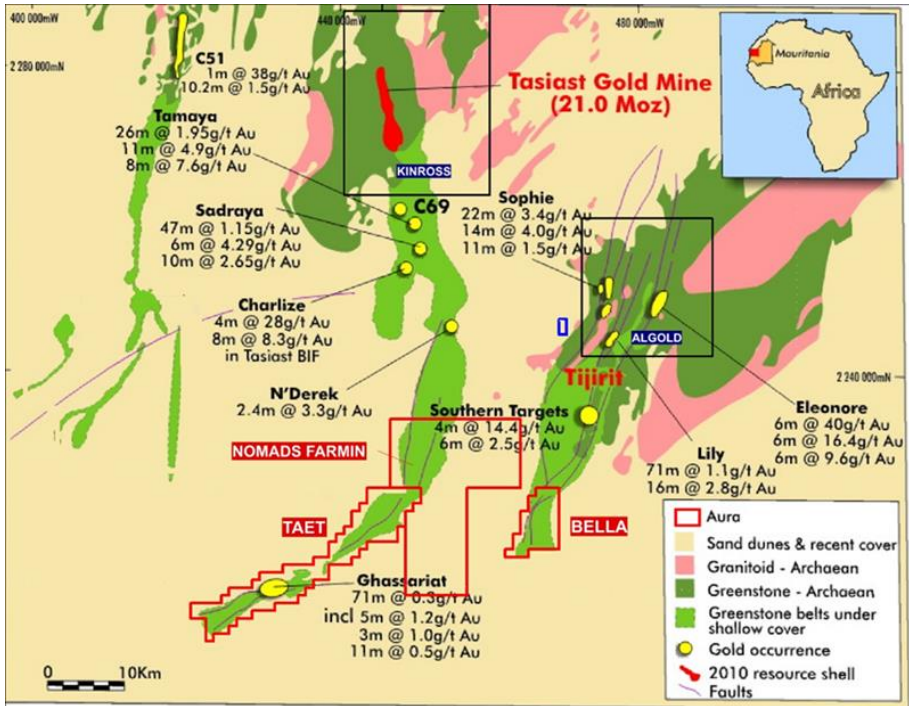 400 000mW
440 000mW
480 000mW
2 280 000mN
C51
1m @ 38g/t Au
10.2m @ 1.5g/t Au
Tasiast Gold Mine
(21.0 Moz)
Mauritania
Africa
Tamaya
26m @ 1.95g/t Au
11m @ 4.9g/t Au
8m @ 7.6g/t Au
KINROSS
C69
Sadraya
47m @ 1.15g/t Au
6m @ 4.29g/t Au
10m @ 2.65g/t Au
Sophie
22m @ 3.4g/t Au
14m @ 4.0g/t Au
11m @ 1.5g/t Au
Charlize
4m @ 28g/t Au
8m @ 8.3g/t Au
in Tasiast BIF
ALGOLD
Tijirit
2 240 000mN
N'Derek
2.4m @ 3.3g/t Au
Southern Targets
4m @ 14.4g/t Au
6m @ 2.5g/t Au
Eleonore
6m @ 40g/t Au
6m @ 16.4g/t Au
6m @ 9.6g/t Au
Lily
71m @ 1.1g/t Au
16m @ 2.8g/t Au
NOMADS FARMIN
TAET
BELLA
Ghassariat
71m @ 0.3g/t Au
incl 5m @ 1.2g/t Au
3m @ 1.0g/t Au
11m @ 0.5g/t Au
Aura
Sand dunes & recent cover
Granitoid - Archaean
Greenstone - Archaean
Greenstone belts under
shallow cover
Gold occurrence
2010 resource shell
Faults
0 10Km